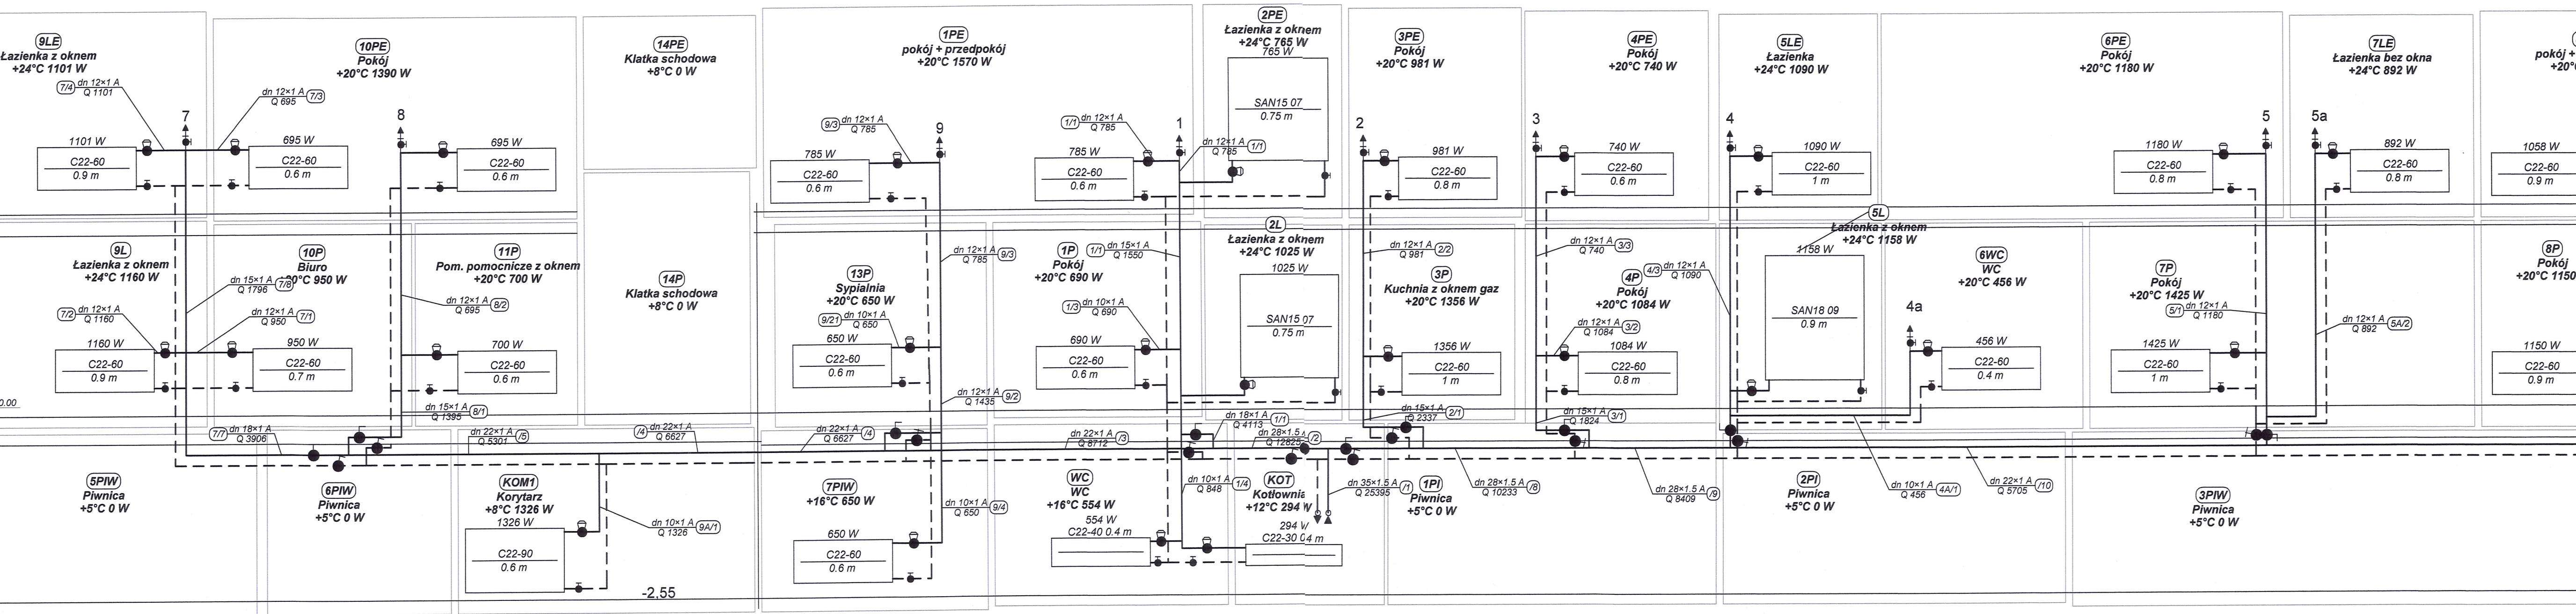 9LE
Łazienka z oknem
+24°C 1101 W
7/4 dn 12×1 A
Q 1101
1101 W
C22-60
0.9 m
7
10PE
Pokój
+20°C 1390 W
dn 12×1 A 7/3
Q 695
695 W
C22-60
0.6 m
8
695 W
C22-60
0.6 m
14PE
Klatka schodowa
+8°C 0 W
1PE
pokój + przedpokój
+20°C 1570 W
9/3 dn 12×1 A
Q 785
785 W
C22-60
0.6 m
9
1/1 dn 12×1 A
Q 785
785 W
C22-60
0.6 m
1
dn 12×1 A 1/1
Q 785
2PE
Łazienka z oknem
+24°C 765 W
765 W
SAN15 07
0.75 m
3PE
Pokój
+20°C 981 W
2
981 W
C22-60
0.8 m
4PE
Pokój
+20°C 740 W
3
740 W
C22-60
0.6 m
5LE
Łazienka
+24°C 1090 W
4
1090 W
C22-60
1 m
6PE
Pokój
+20°C 1180 W
1180 W
C22-60
0.8 m
5
7LE
Łazienka bez okna
+24°C 892 W
5a
892 W
C22-60
0.8 m
pokój +
+20°
1058 W
C22-60
0.9 m
9L
Łazienka z oknem
+24°C 1160 W
7/2 dn 12×1 A
Q 1160
1160 W
C22-60
0.9 m
dn 15×1 A 7/8
Q 1796
10P
Biuro
+20°C 950 W
dn 12×1 A 7/1
Q 950
950 W
C22-60
0.7 m
11P
Pom. pomocnicze z oknem
+20°C 700 W
dn 12×1 A 8/2
Q 695
700 W
C22-60
0.6 m
14P
Klatka schodowa
+8°C 0 W
13P
Sypialnia
+20°C 650 W
9/21 dn 10×1 A
Q 650
650 W
C22-60
0.6 m
dn 12×1 A 9/3
Q 785
dn 12×1 A 9/2
Q 1435
1P
Pokój
+20°C 690 W
1/1 dn 15×1 A
Q 1550
1/3 dn 10×1 A
Q 690
690 W
C22-60
0.6 m
2L
Łazienka z oknem
+24°C 1025 W
1025 W
SAN15 07
0.75 m
dn 12×1 A 2/2
Q 981
3P
Kuchnia z oknem gaz
+20°C 1356 W
1356 W
C22-60
1 m
dn 12×1 A 3/3
Q 740
4P
Pokój
+20°C 1084 W
dn 12×1 A 3/2
Q 1084
1084 W
C22-60
0.8 m
4/3 dn 12×1 A
Q 1090
5L
Łazienka z oknem
+24°C 1158 W
1158 W
SAN18 09
0.9 m
6WC
WC
+20°C 456 W
4a
456 W
C22-60
0.4 m
7P
Pokój
+20°C 1425 W
5/1 dn 12×1 A
Q 1180
1425 W
C22-60
1 m
dn 12×1 A 5A/2
Q 892
8P
Pokój
+20°C 1150
1150 W
C22-60
0.9 m
0.00
7/7 dn 18×1 A
Q 3906
dn 15×1 A 8/1
Q 1395
dn 22×1 A /5
Q 5301
/4 dn 22×1 A
Q 6627
dn 22×1 A /4
Q 6627
dn 22×1 A /3
Q 8712
dn 18×1 A 1/1
Q 4113
dn 28×1.5 A /2
Q 12825
dn 15×1 A 2/1
Q 2337
dn 15×1 A 3/1
Q 1824
5PIW
Piwnica
+5°C 0 W
6PIW
Piwnica
+5°C 0 W
KOM1
Korytarz
+8°C 1326 W
1326 W
C22-90
0.6 m
dn 10×1 A 9A/1
Q 1326
-2,55
7PIW
+16°C 650 W
650 W
C22-60
0.6 m
dn 10×1 A 9/4
Q 650
WC
WC
+16°C 554 W
554 W
C22-40 0.4 m
dn 10×1 A 1/4
Q 848
KOT
Kotłownia
+12°C 294 W
294 W
C22-30 0.4 m
dn 35×1.5 A /1
Q 25395
1PI
Piwnica
+5°C 0 W
dn 28×1.5 A /8
Q 10233
dn 28×1.5 A /9
Q 8409
2PI
Piwnica
+5°C 0 W
dn 10×1 A 4A/1
Q 456
dn 22×1 A /10
Q 5705
3PIW
Piwnica
+5°C 0 W